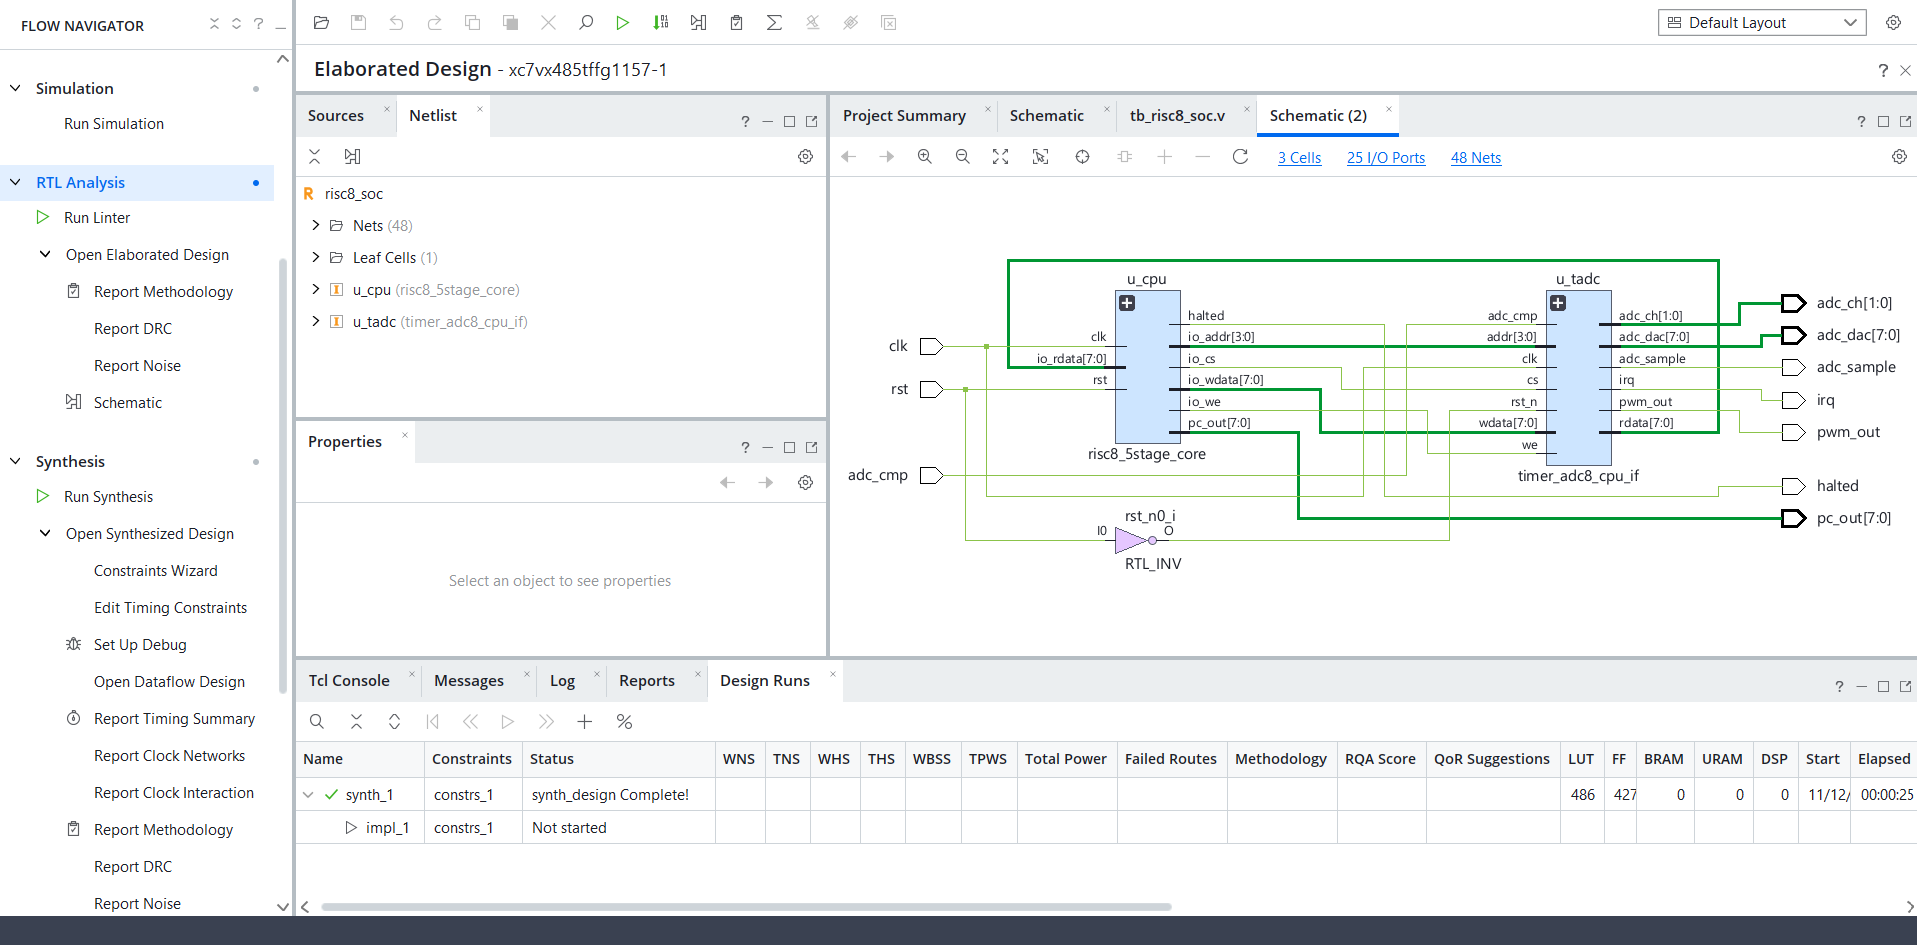 FLOW NAVIGATOR
?
Simulation
Run Simulation
RTL Analysis
Run Linter
Open Elaborated Design
Report Methodology
Report DRC
Report Noise
Schematic
Synthesis
Run Synthesis
Open Synthesized Design
Constraints Wizard
Edit Timing Constraints
Set Up Debug
Open Dataflow Design
Report Timing Summary
Report Clock Networks
Report Clock Interaction
Report Methodology
Report DRC
Report Noise
Default Layout
Elaborated Design - xc7vx485tffg1157-1
?
Sources
Netlist
?
R risc8_soc
Nets (48)
Leaf Cells (1)
I u_cpu (risc8_5stage_core)
I u_tadc (timer_adc8_cpu_if)
Properties
?
Select an object to see properties
Project Summary
Schematic
tb_risc8_soc.v
Schematic (2)
?
3 Cells
25 I/O Ports
48 Nets
clk
rst
adc_cmp
u_cpu
clk
io_rdata[7:0]
rst
halted
io_addr[3:0]
io_cs
io_wdata[7:0]
io_we
pc_out[7:0]
risc8_5stage_core
rst_n0_i
I0
O
RTL_INV
u_tadc
adc_cmp
addr[3:0]
clk
cs
rst_n
wdata[7:0]
we
adc_ch[1:0]
adc_dac[7:0]
adc_sample
irq
pwm_out
rdata[7:0]
timer_adc8_cpu_if
adc_ch[1:0]
adc_dac[7:0]
adc_sample
irq
pwm_out
halted
pc_out[7:0]
Tcl Console
Messages
Log
Reports
Design Runs
?
%
Name Constraints Status WNS TNS WHS THS WBSS TPWS Total Power Failed Routes Methodology RQA Score QoR Suggestions LUT FF BRAM URAM DSP Start Elapsed
synth_1 constrs_1 synth_design Complete! 486 427 0 0 0 11/12/ 00:00:25
impl_1 constrs_1 Not started